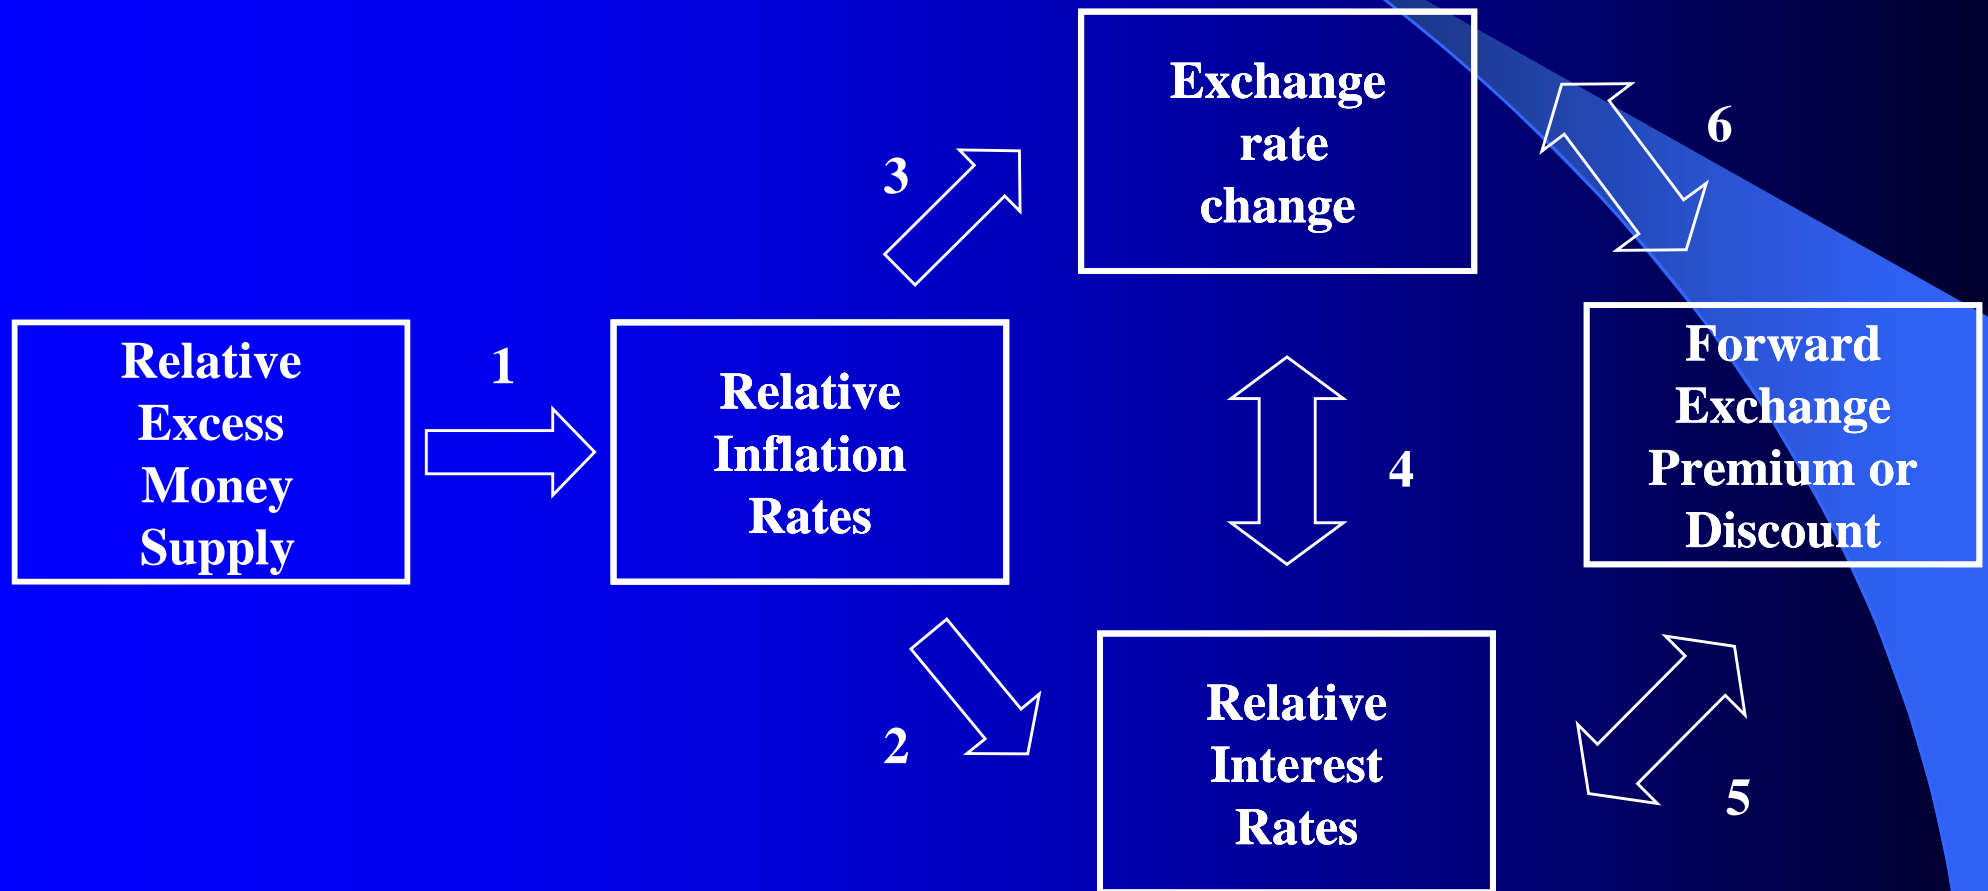 Relative
Excess
Money
Supply
1
Relative
Inflation
Rates
3
2
Exchange
rate
change
4
Relative
Interest
Rates
6
Forward
Exchange
Premium or
Discount
5